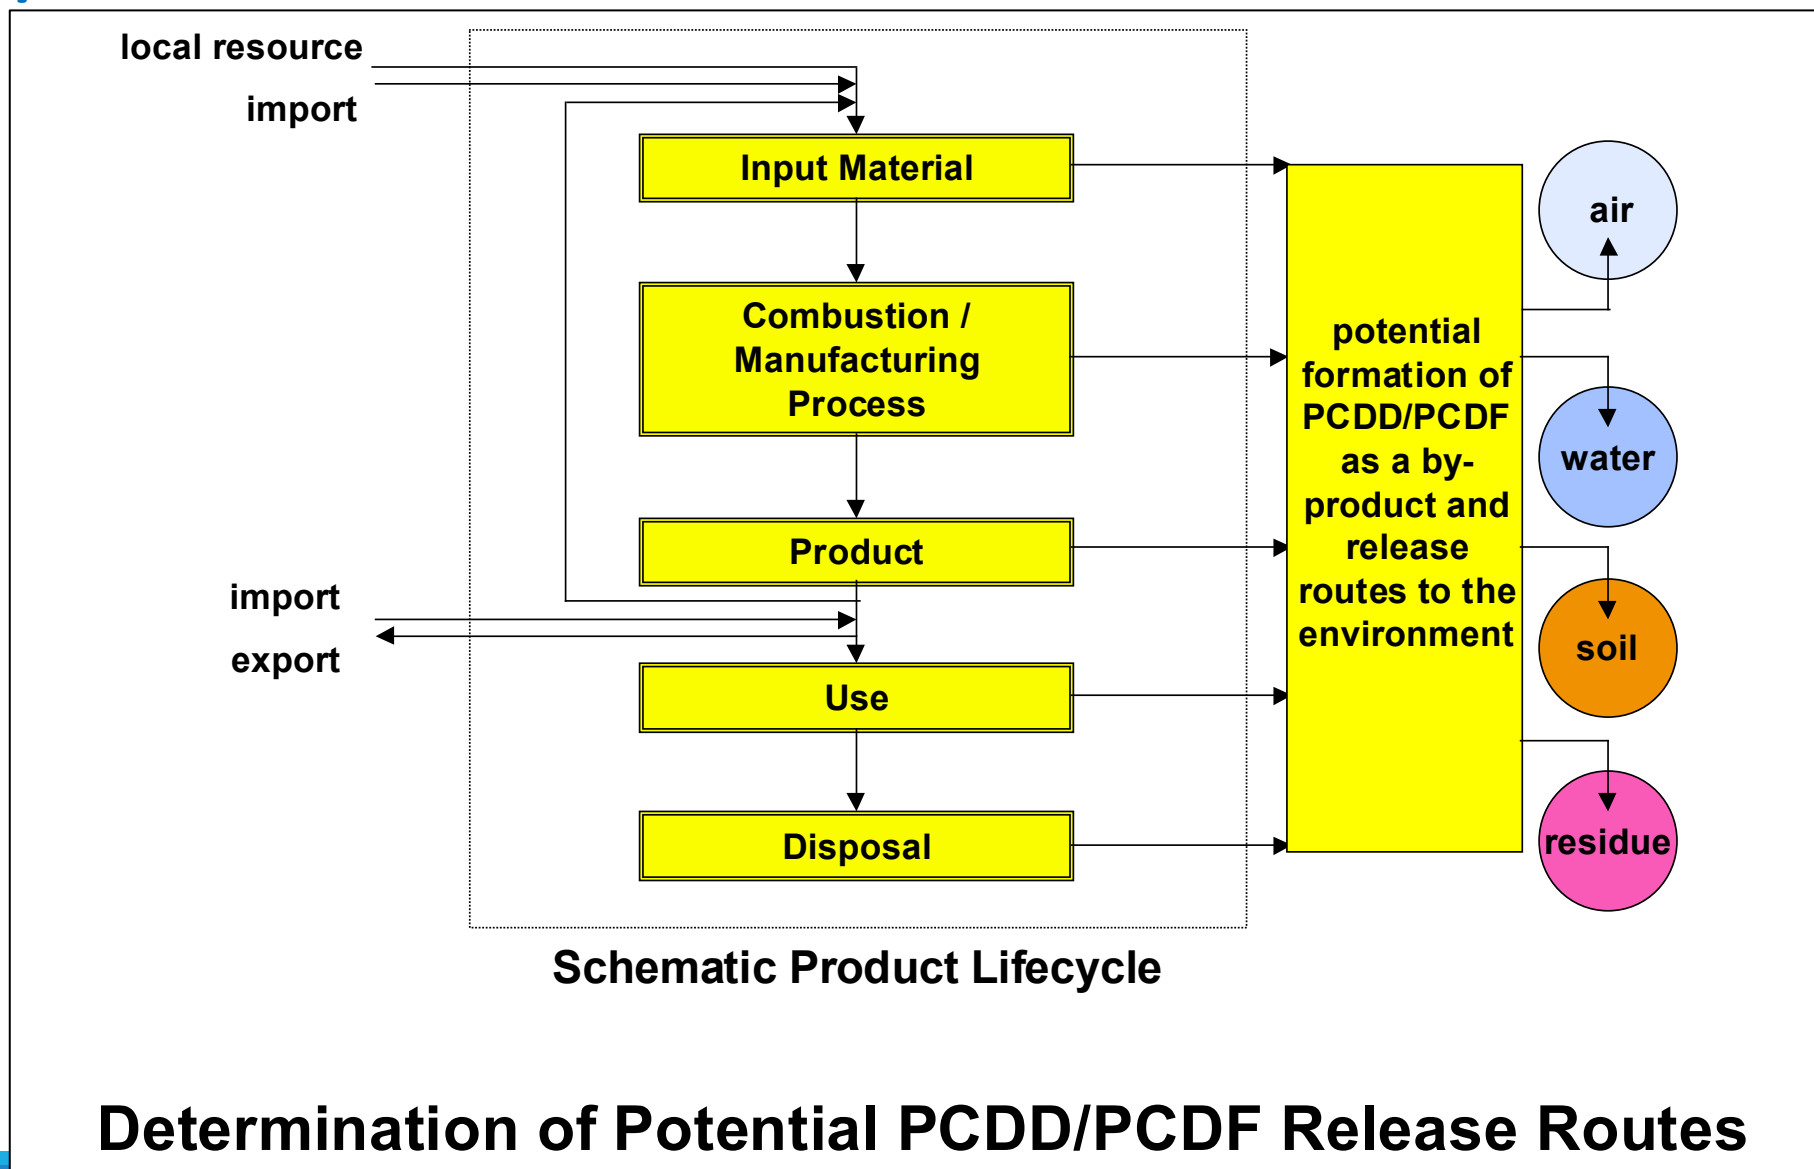 local resource
import
Input Material
air
Combustion /
Manufacturing
Process
potential
formation of
PCDD/PCDF
as a by-
product and
release
routes to the
environment
water
Product
import
export
soil
Use
Disposal
residue
Schematic Product Lifecycle
Determination of Potential PCDD/PCDF Release Routes